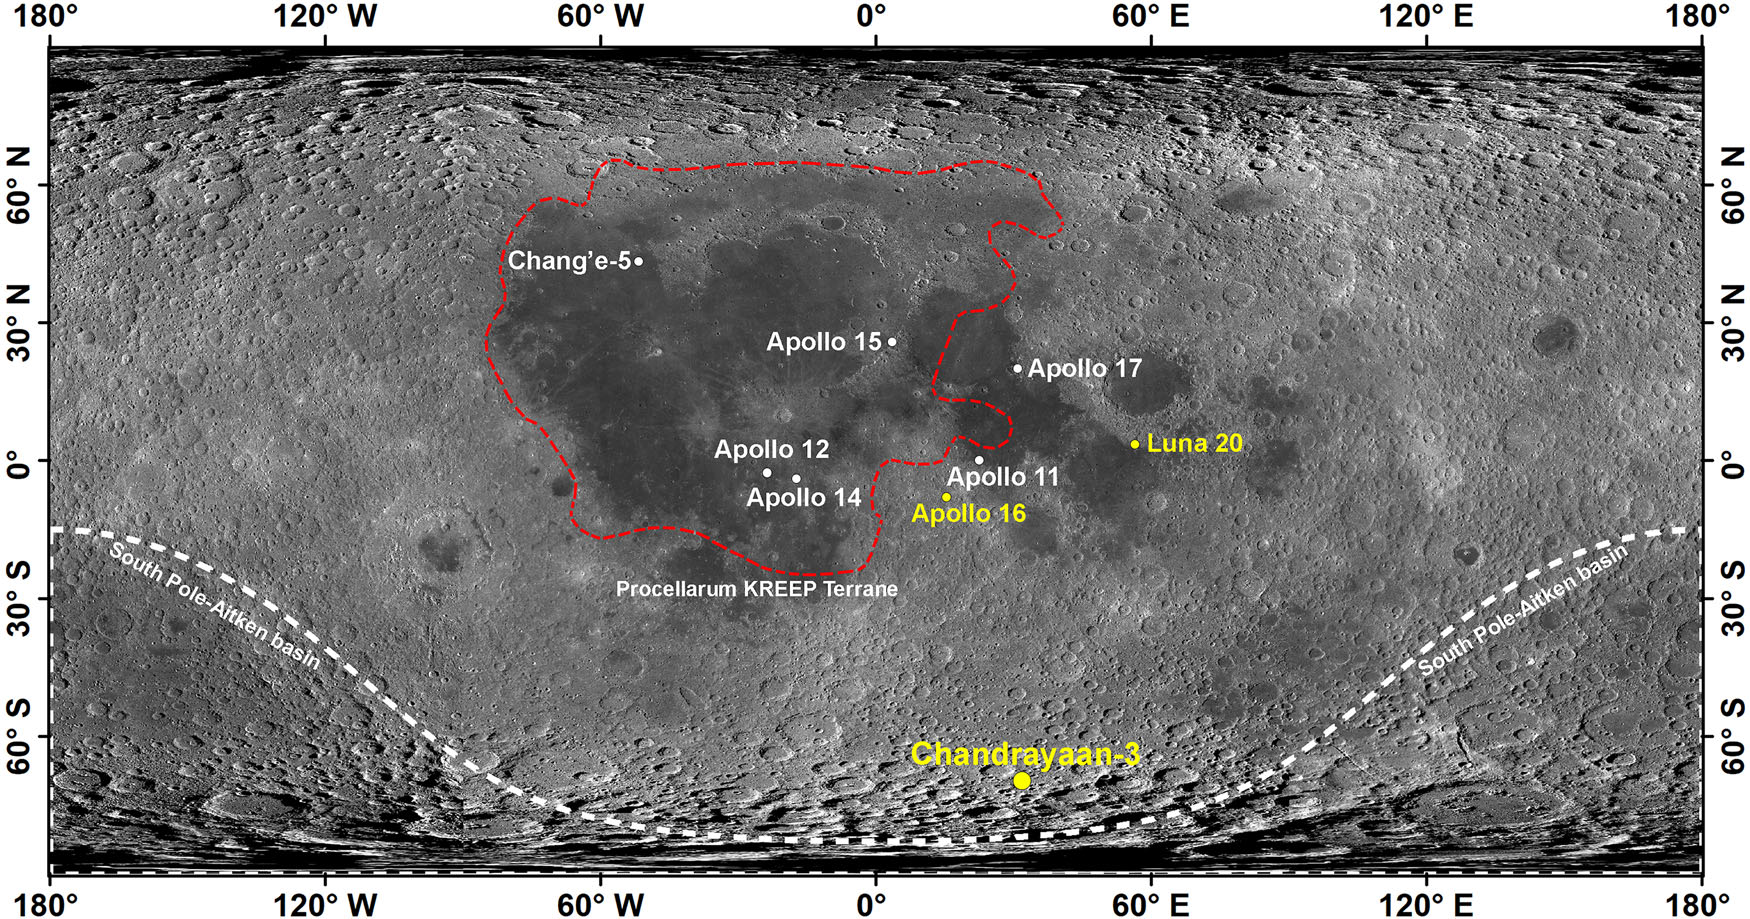 180° 120° W 60° W 0° 60° E 120° E 180°
60° N 60° N
Chang’e-5
30° N 30° N
Apollo 15
Apollo 17
Luna 20
Apollo 12
0° 0°
Apollo 11
Apollo 14
Apollo 16
South Pole-Aitken basin South Pole-Aitken basin
Procellarum KREEP Terrane
30° S 30° S
60° S 60° S
Chandrayaan-3
180° 120° W 60° W 0° 60° E 120° E 180°